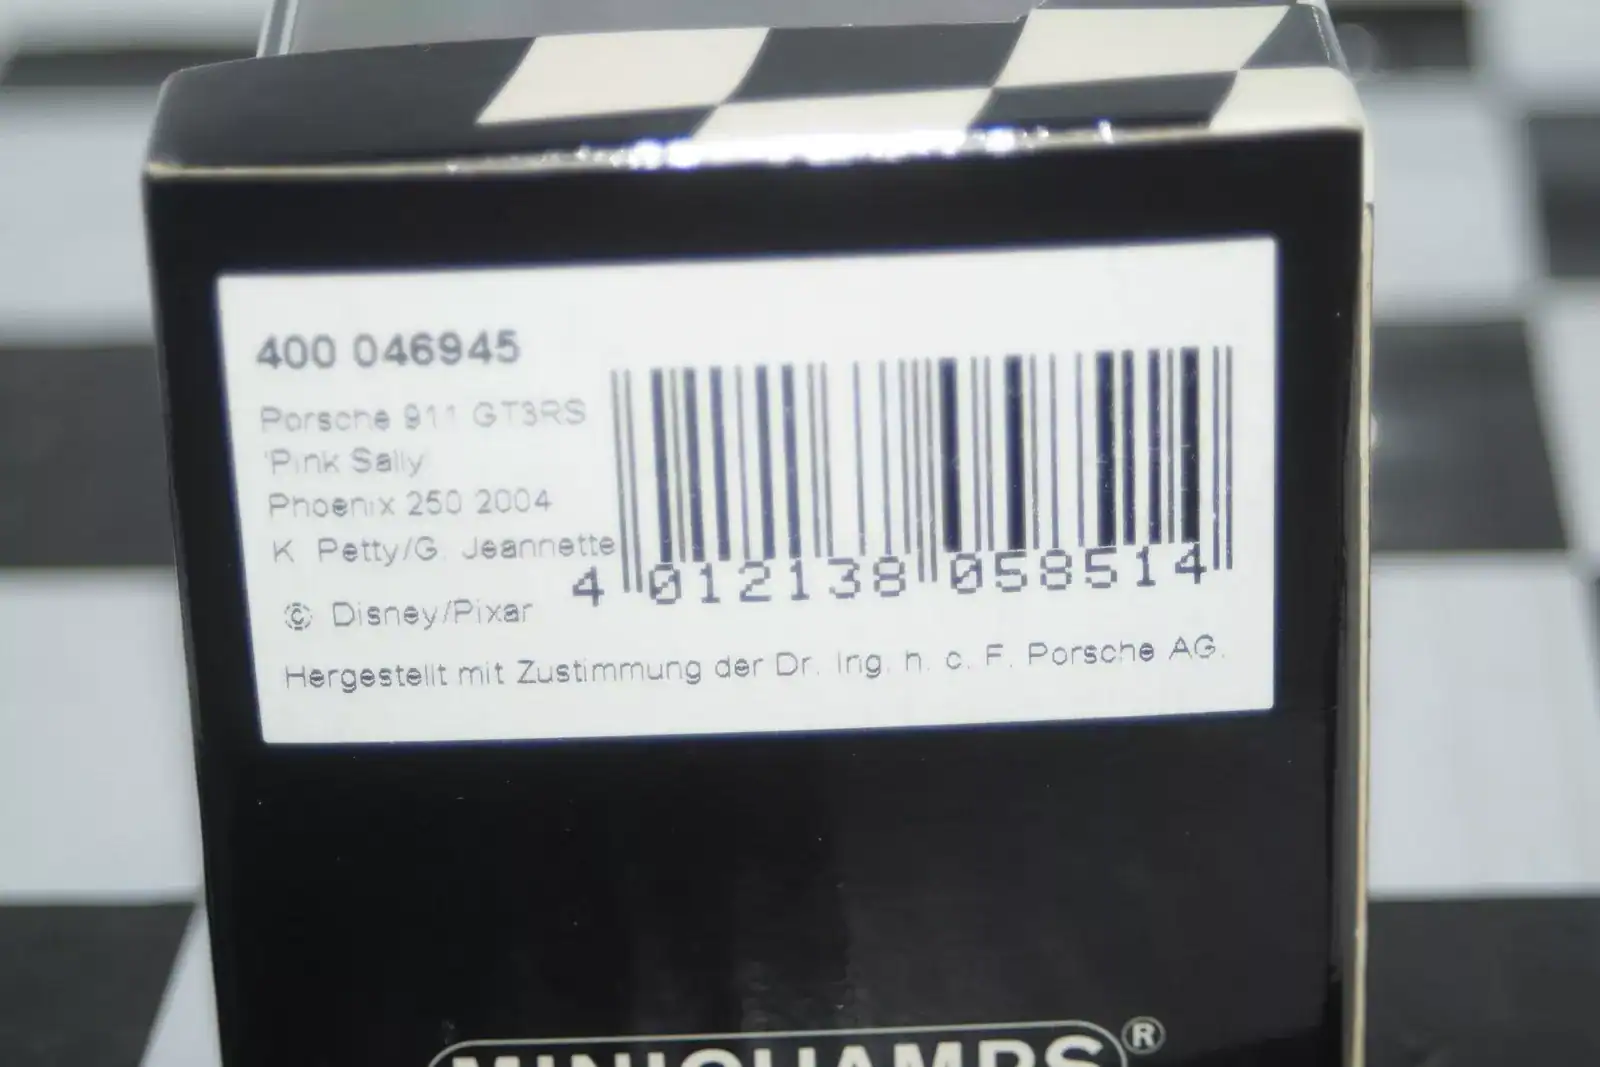 400 046945
Porsche 911 GT3RS
'Pink Sally'
Phoenix 250 2004
K. Petty/G. Jeannette
© Disney/Pixar
4 012138 058514
Hergestellt mit Zustimmung der Dr. Ing. h. c. F. Porsche AG.
MINICHAMPS®